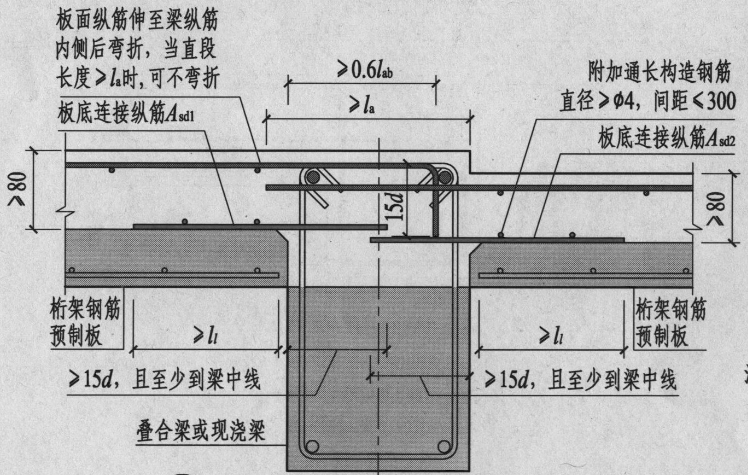 板面纵筋伸至梁纵筋
内侧后弯折，当直段
长度≥la时，可不弯折
板底连接纵筋Asd1
≥0.6lab
≥la
附加通长构造钢筋
直径≥ϕ4，间距≤300
板底连接纵筋Asd2
≥80
15d
≥80
桁架钢筋
预制板
≥ll
≥ll
桁架钢筋
预制板
≥15d，且至少到梁中线
≥15d，且至少到梁中线
叠合梁或现浇梁